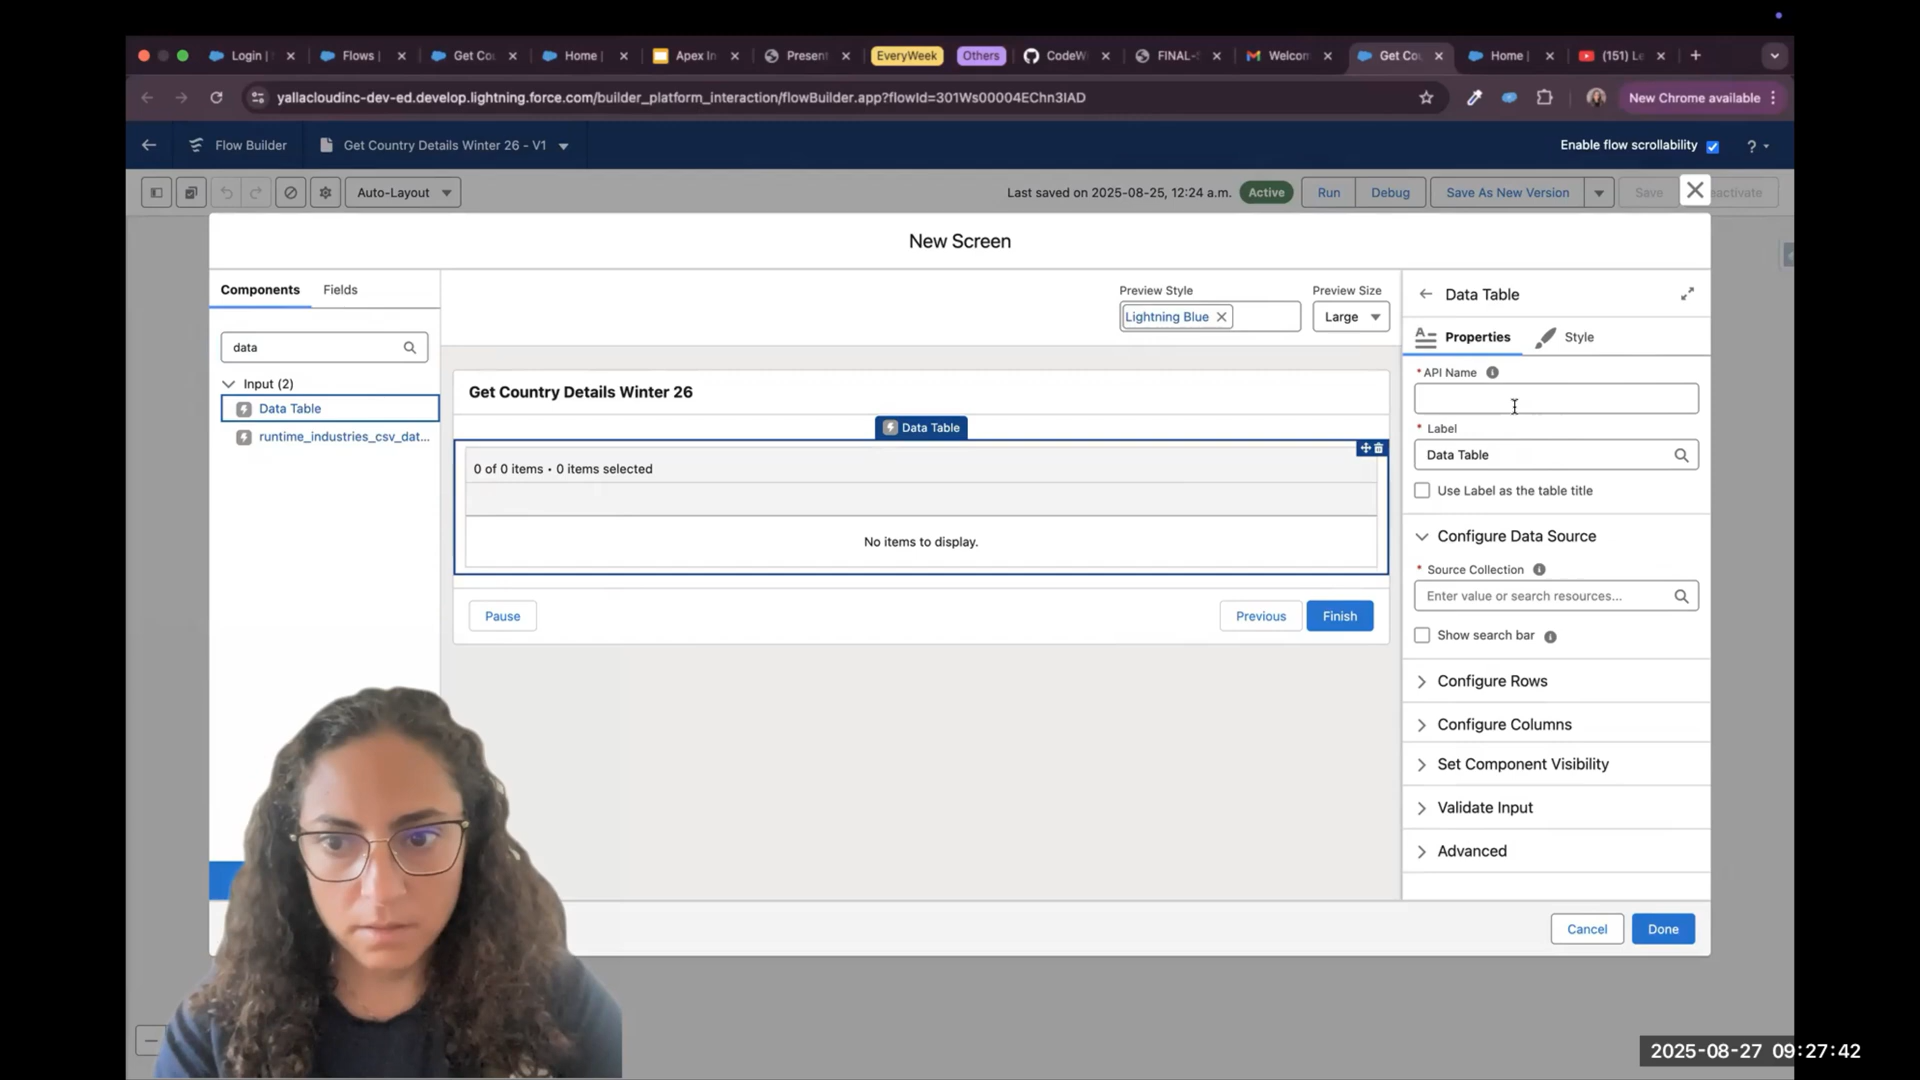 Login |
Flows |
Get Cou
Home |
Apex In
Present
EveryWeek
Others
CodeW
FINAL-S
Welcom
Get Cou
Home |
(151) Le
yallacloudinc-dev-ed.develop.lightning.force.com/builder_platform_interaction/flowBuilder.app?flowId=301Ws00004EChn3IAD
New Chrome available
Flow Builder
Get Country Details Winter 26 - V1
Enable flow scrollability
?
Auto-Layout
Last saved on 2025-08-25, 12:24 a.m.
Active
Run
Debug
Save As New Version
Save
eactivate
New Screen
Components
Fields
data
Input (2)
Data Table
runtime_industries_csv_dat...
Preview Style
Lightning Blue
Preview Size
Large
Get Country Details Winter 26
Data Table
0 of 0 items • 0 items selected
No items to display.
Pause
Previous
Finish
Data Table
Properties
Style
* API Name
* Label
Data Table
Use Label as the table title
Configure Data Source
* Source Collection
Enter value or search resources...
Show search bar
Configure Rows
Configure Columns
Set Component Visibility
Validate Input
Advanced
Cancel
Done
2025-08-27 09:27:42